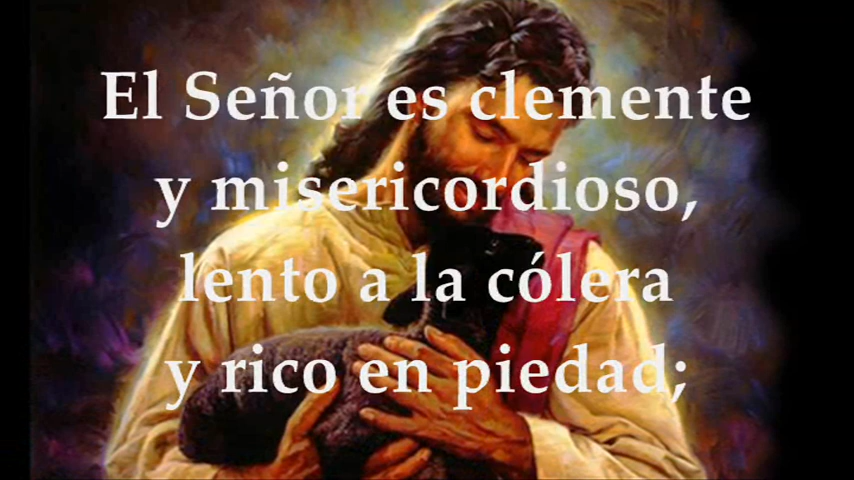 El Señor es clemente
y misericordioso,
lento a la cólera
y rico en piedad;